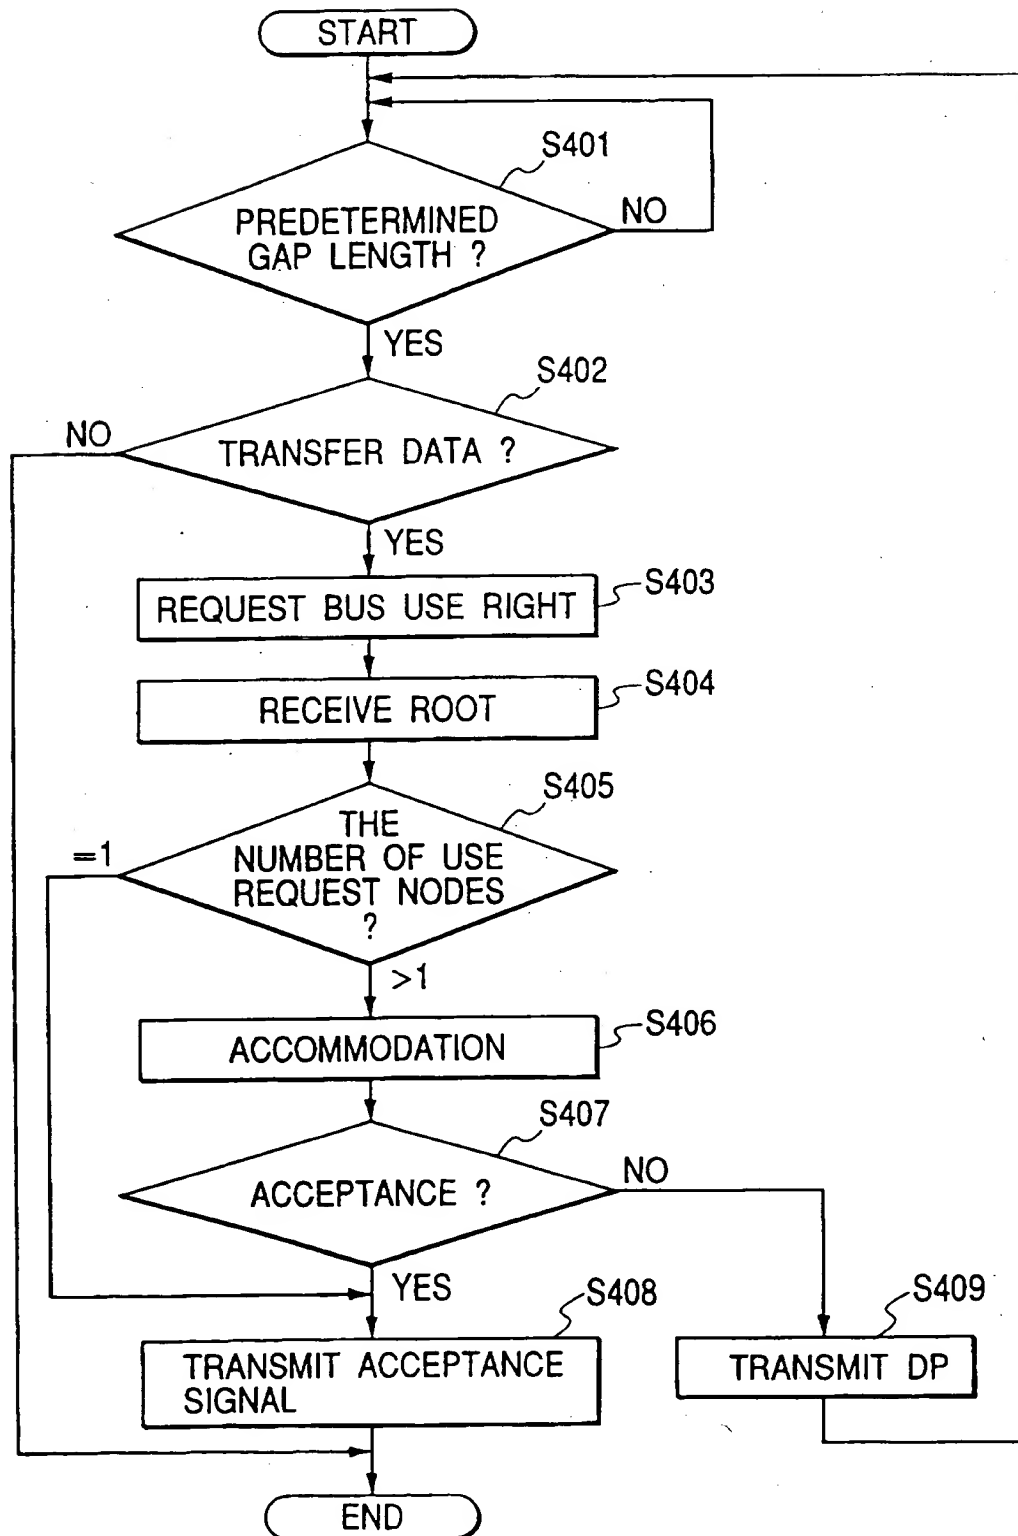 START
S401
PREDETERMINED
GAP LENGTH ?
NO
YES
S402
NO
TRANSFER DATA ?
YES
S403
REQUEST BUS USE RIGHT
S404
RECEIVE ROOT
S405
THE
=1
NUMBER OF USE
REQUEST NODES
?
>1
S406
ACCOMMODATION
S407
NO
ACCEPTANCE ?
YES
S408
S409
TRANSMIT ACCEPTANCE
SIGNAL
TRANSMIT DP
END